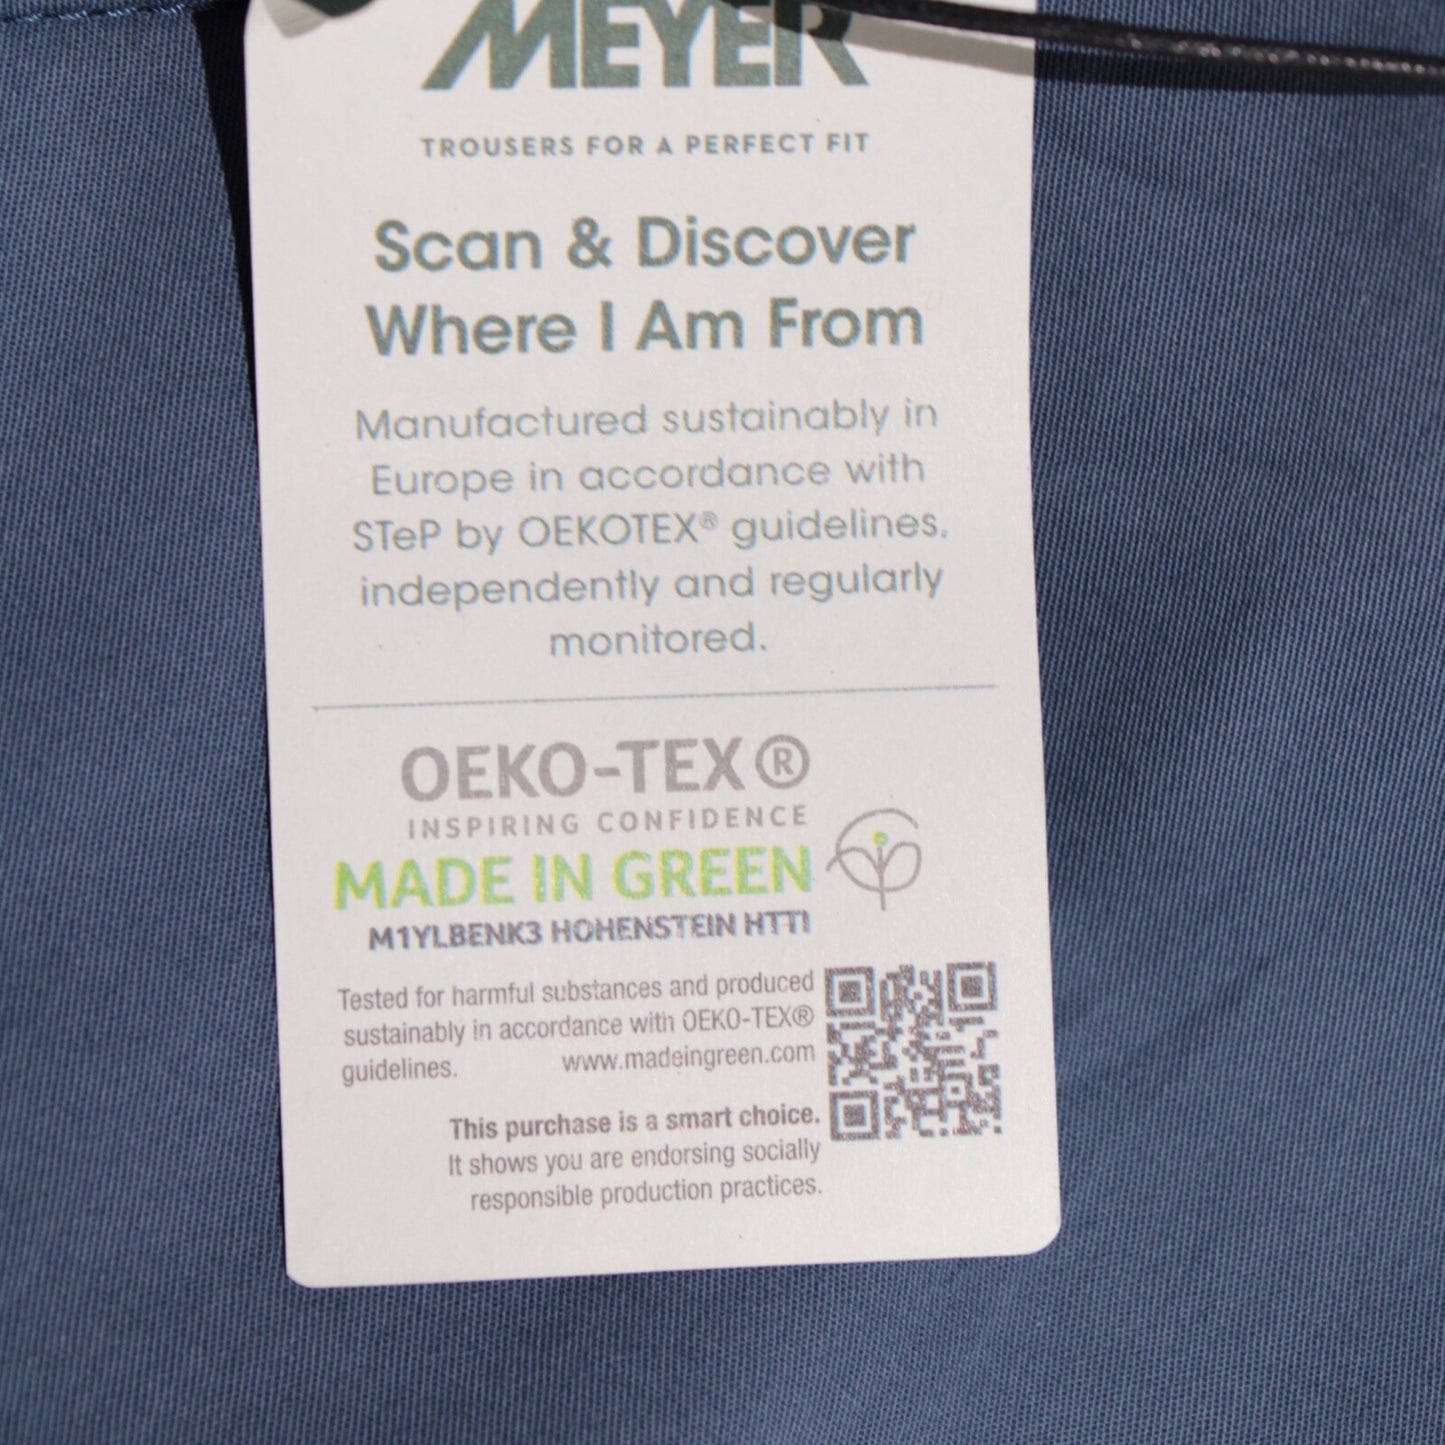 MEYER
TROUSERS FOR A PERFECT FIT
Scan & Discover
Where I Am From
Manufactured sustainably in
Europe in accordance with
STeP by OEKOTEX® guidelines,
independently and regularly
monitored.
OEKO-TEX®
INSPIRING CONFIDENCE
MADE IN GREEN
M1YLBENK3 HOHENSTEIN HTTI
Tested for harmful substances and produced
sustainably in accordance with OEKO-TEX®
guidelines. www.madeingreen.com
This purchase is a smart choice.
It shows you are endorsing socially
responsible production practices.